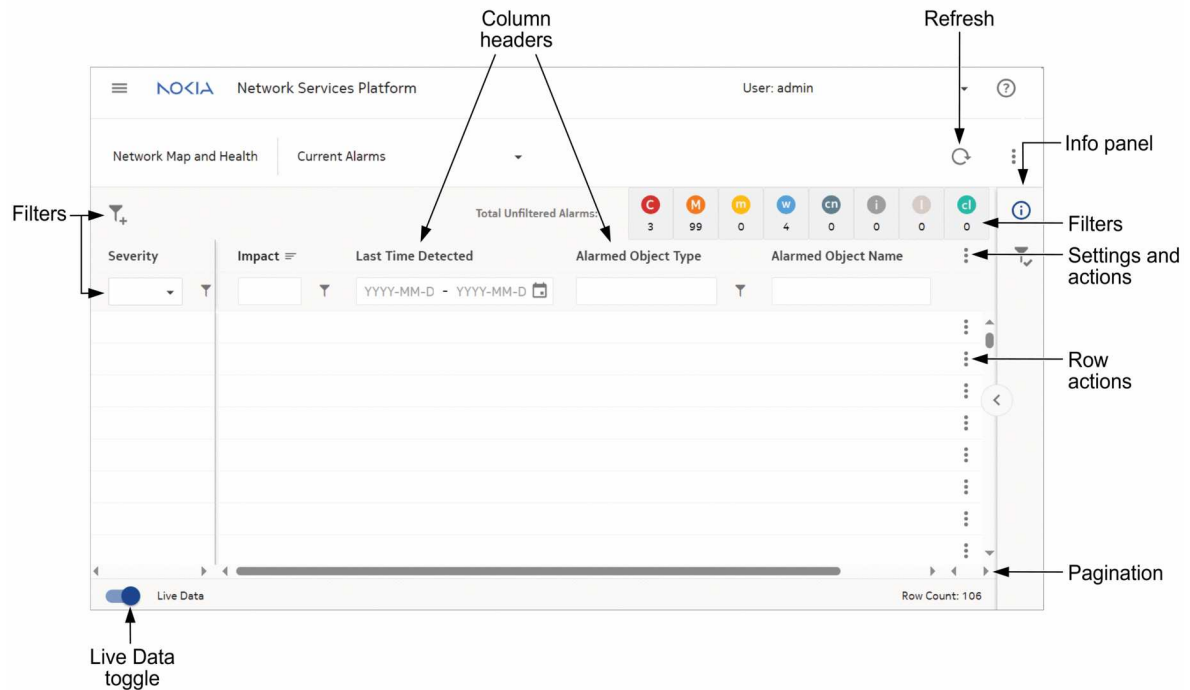 Column
headers
Refresh
NOKIA Network Services Platform User: admin ?
Info panel
Network Map and Health Current Alarms
Filters
Total Unfiltered Alarms:
C M m w cn i I cl
3 99 0 4 0 0 0 0
i
Filters
Severity Impact Last Time Detected Alarmed Object Type Alarmed Object Name
Settings and
actions
YYYY-MM-D - YYYY-MM-D
Row
actions
Pagination
Live Data Row Count: 106
Live Data
toggle